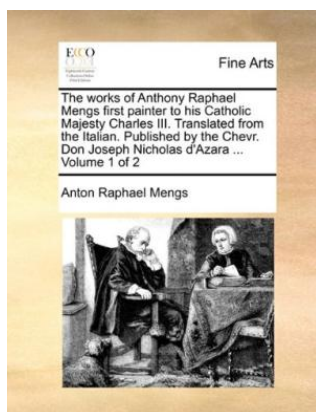 ECCO
Fine Arts
The works of Anthony Raphael
Mengs first painter to his Catholic
Majesty Charles III. Translated from
the Italian. Published by the Chevr.
Don Joseph Nicholas d'Azara ...
Volume 1 of 2
Anton Raphael Mengs